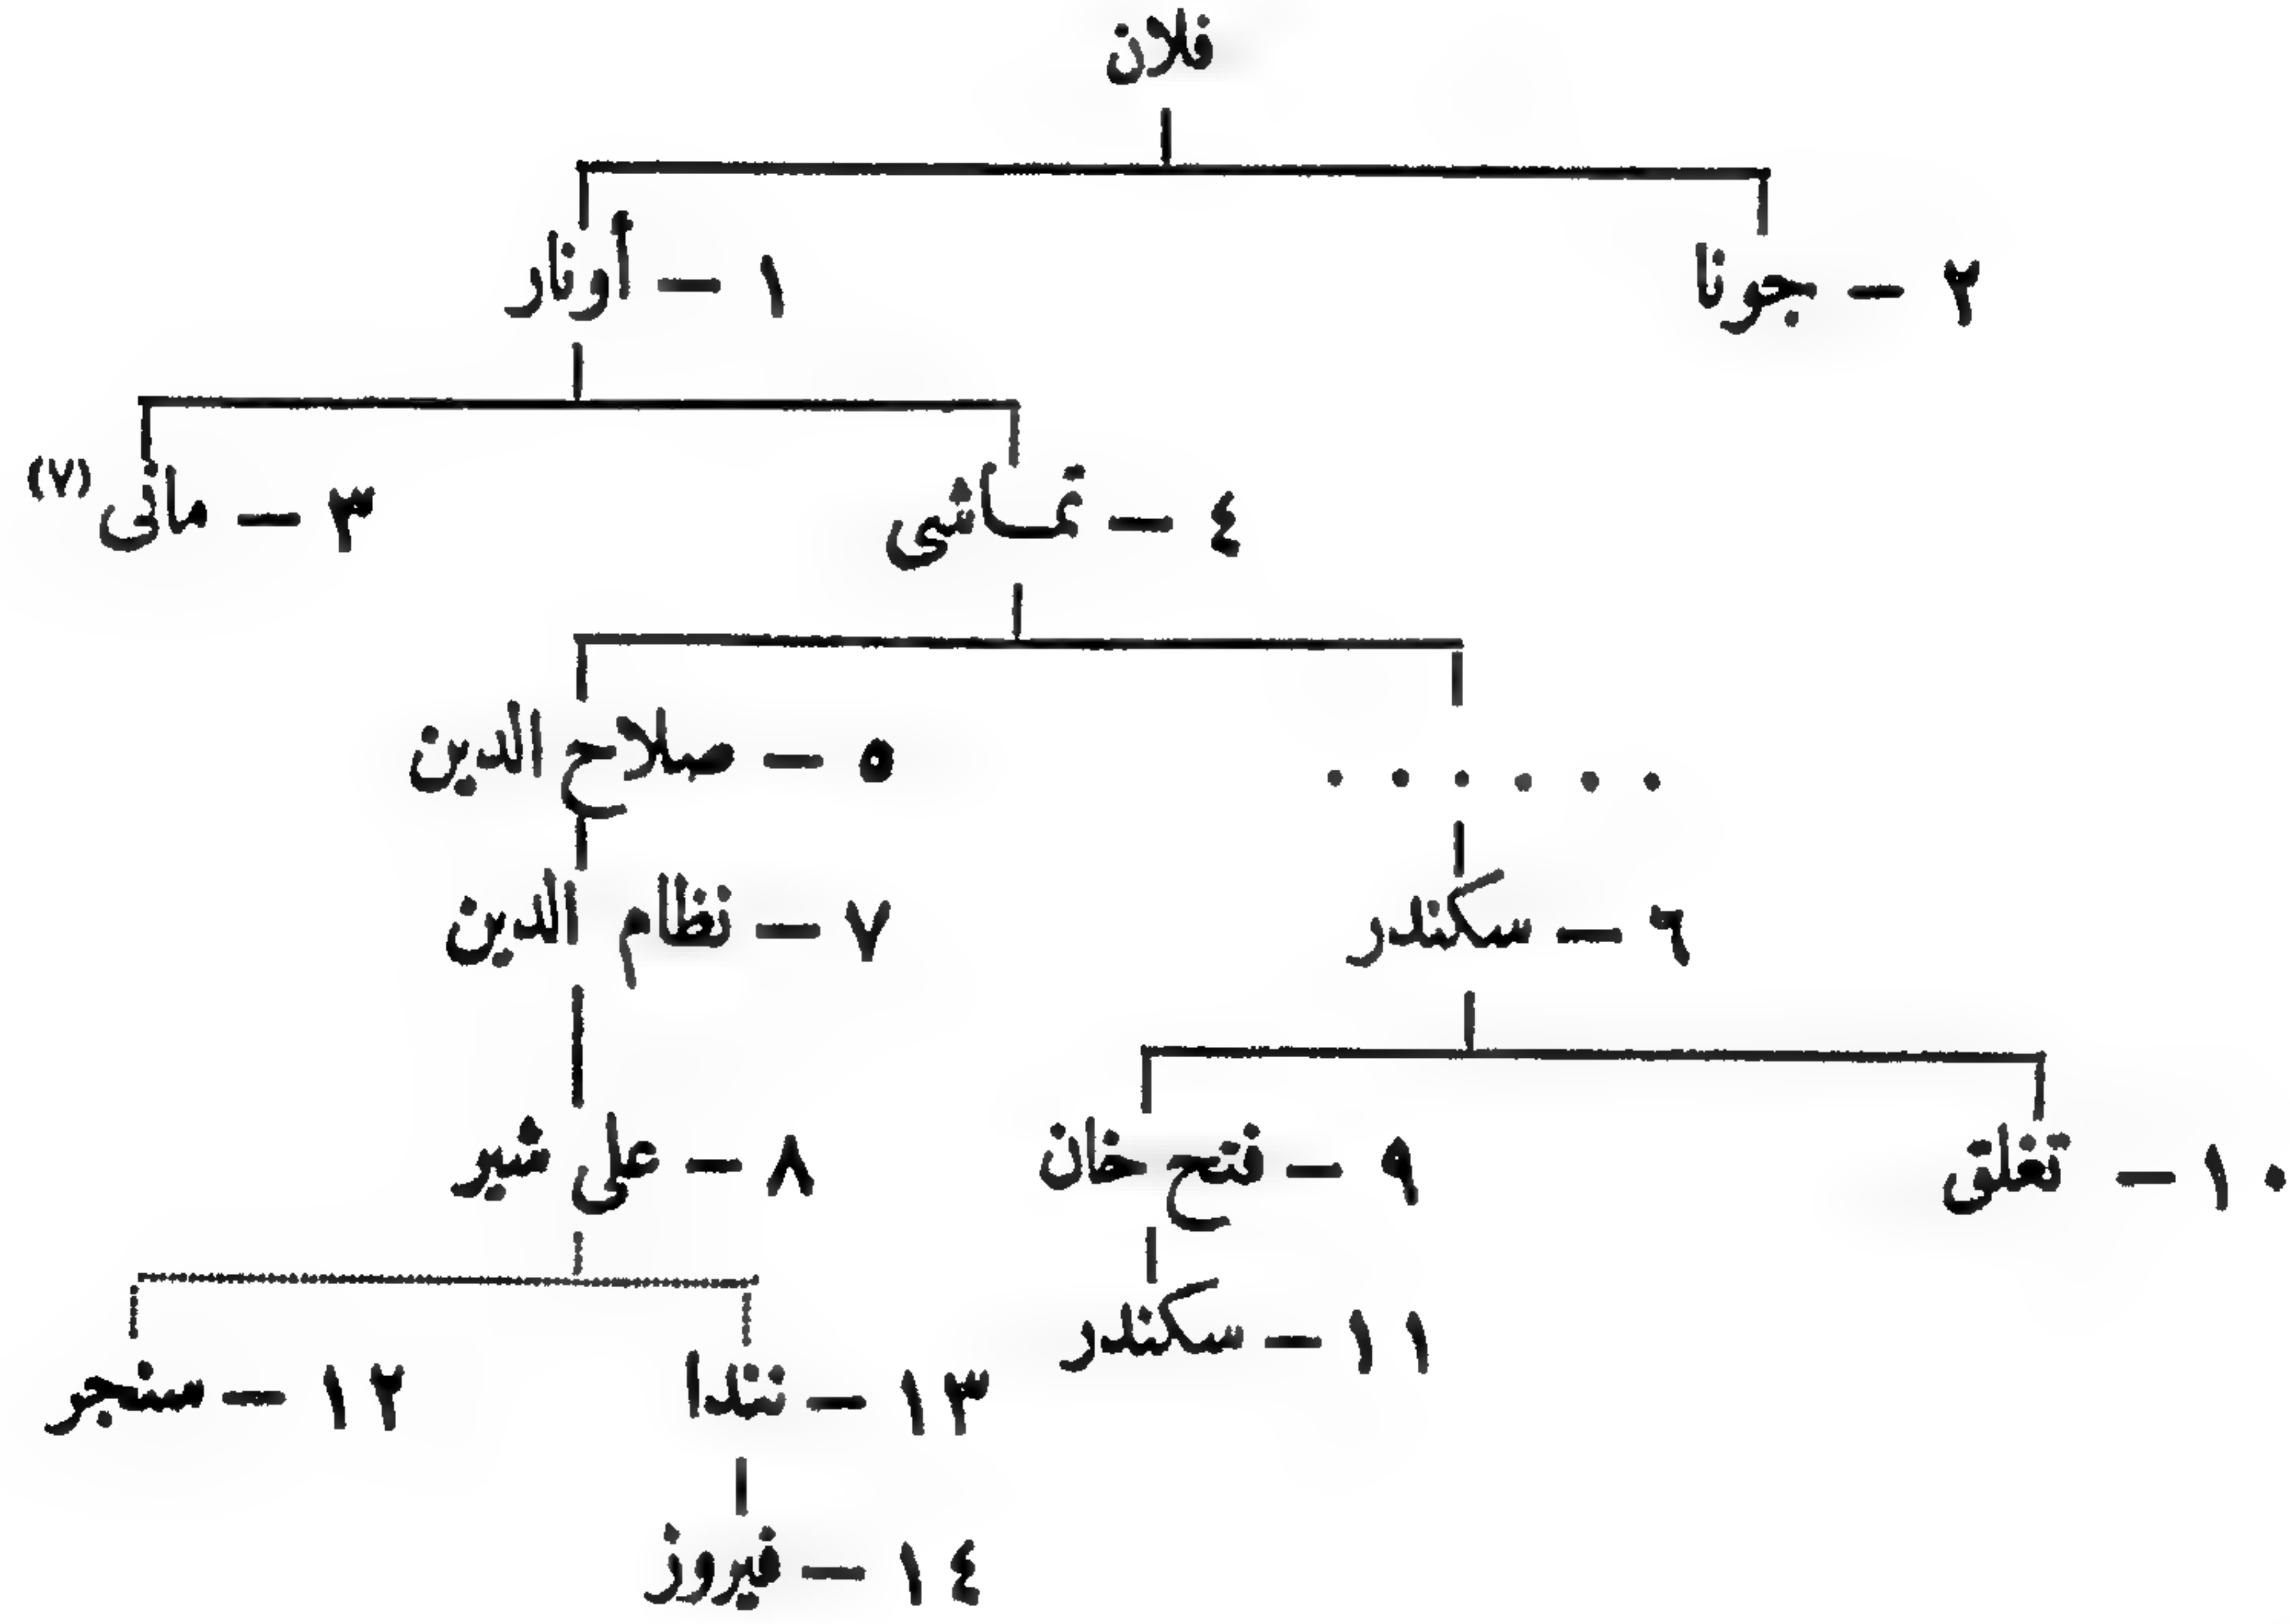 فلان
٢ - جونا
١ - أونار
٤ - تماشى
٣ - مانى (٧)
......
٥ - صلاح الدين
٦ - سكندر
٧ - نظام الدين
١٠ - تغلق
٩ - فتح خان
٨ - على شير
١١ - سكندر
١٣ - نندا
١٢ - سنجر
١٤ - فيروز